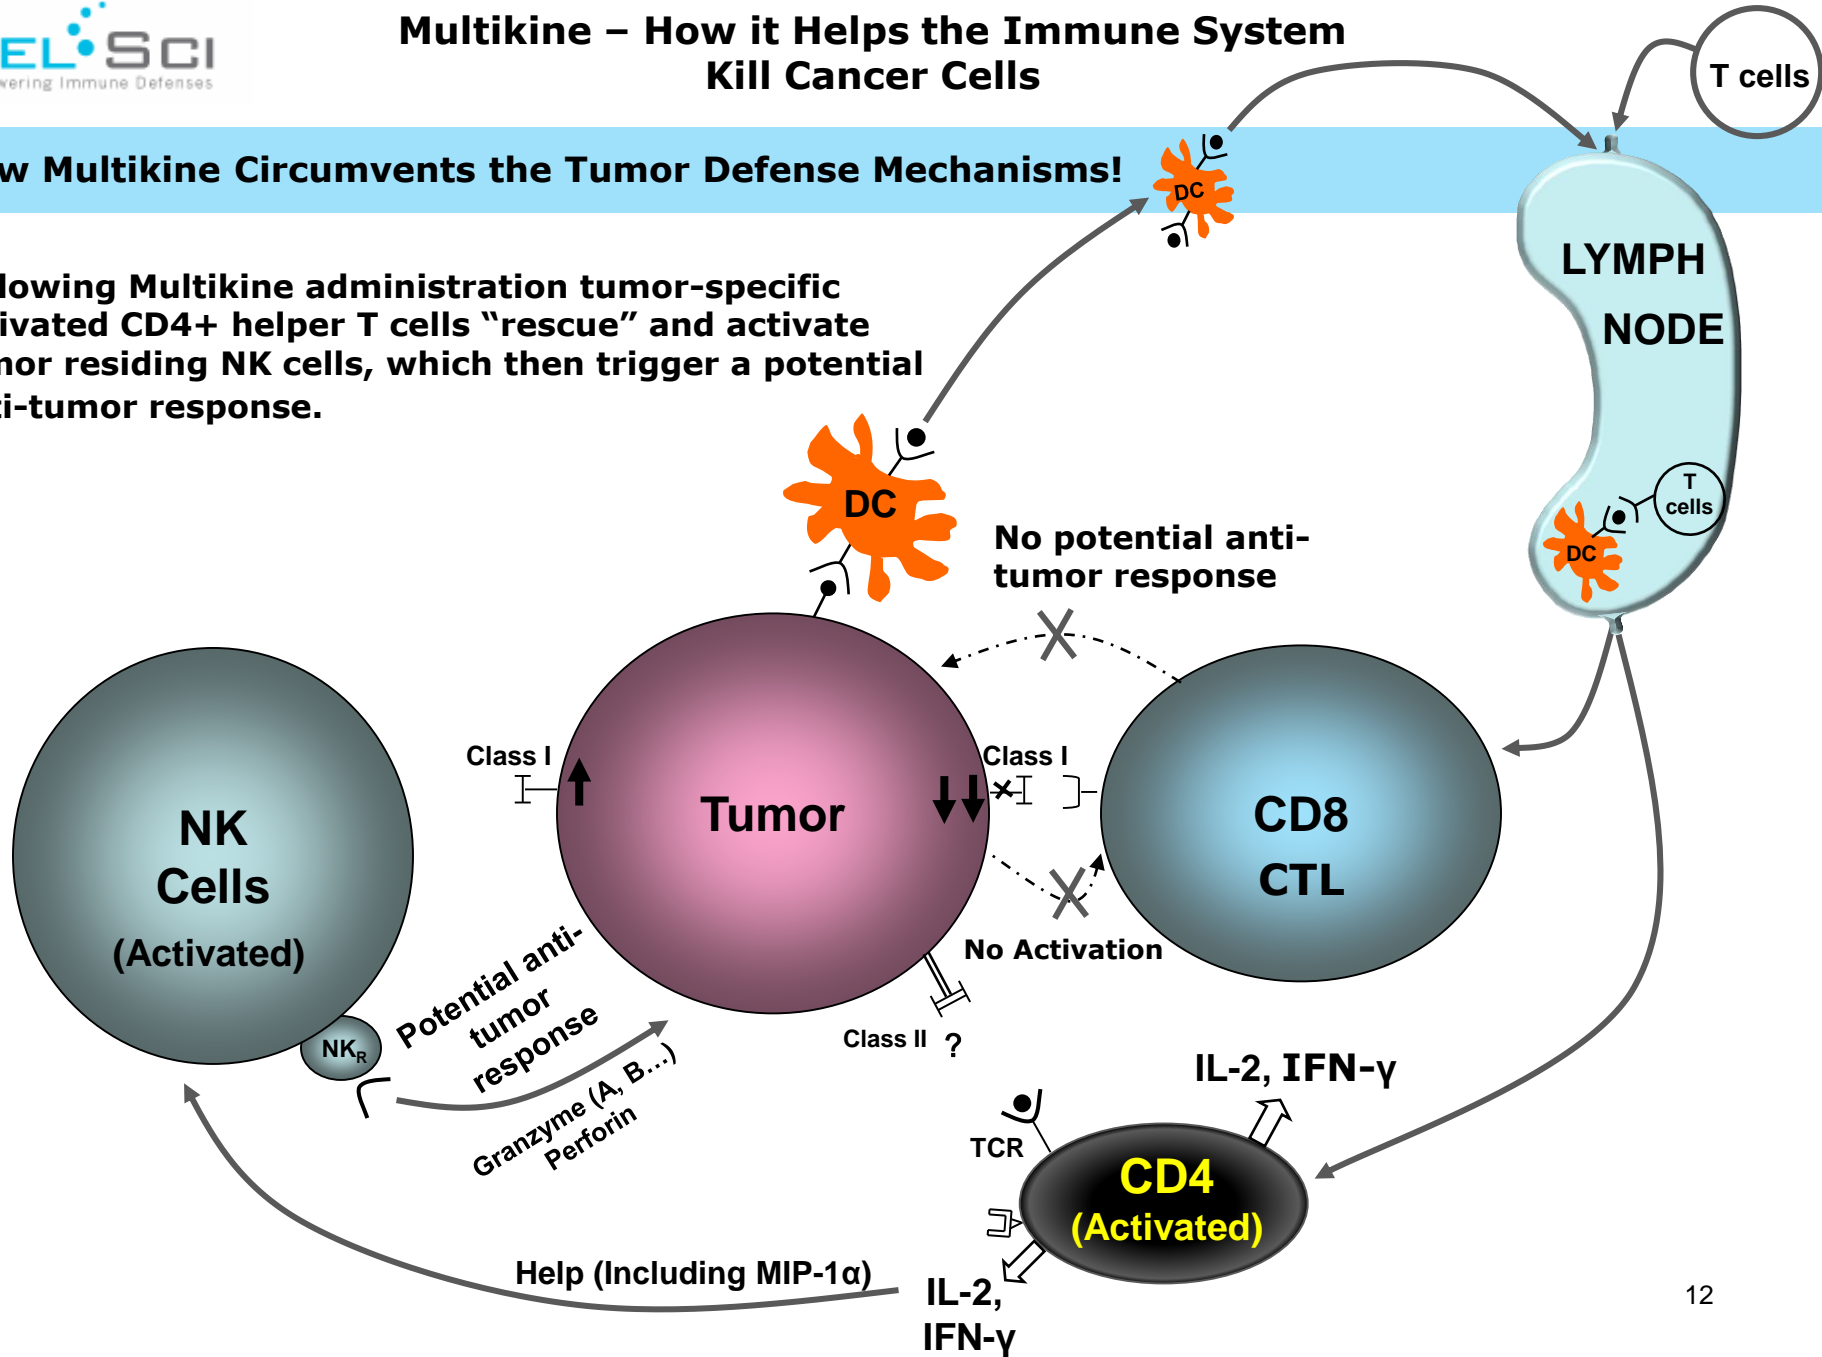 EL SCI
wering Immune Defenses
Multikine – How it Helps the Immune System
Kill Cancer Cells
T cells
w Multikine Circumvents the Tumor Defense Mechanisms!
DC
LYMPH
NODE
lowing Multikine administration tumor-specific
ivated CD4+ helper T cells “rescue” and activate
nor residing NK cells, which then trigger a potential
ti-tumor response.
DC
T
cells
DC
No potential anti-
tumor response
Class I
Class I
Tumor
NK
Cells
(Activated)
CD8
CTL
No Activation
NKR
Potential anti-
tumor
response
Granzyme (A, B...)
Perforin
Class II ?
IL-2, IFN-γ
TCR
CD4
(Activated)
Help (Including MIP-1α)
IL-2,
IFN-γ
12